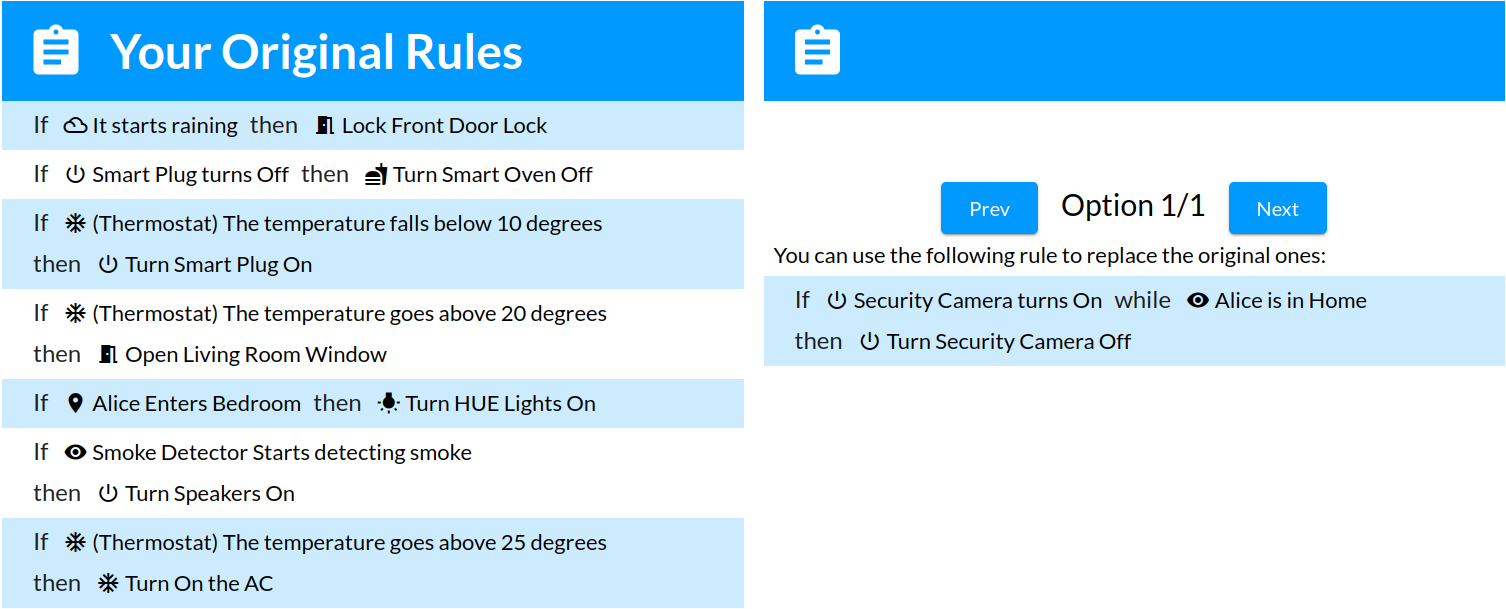 Your Original Rules
If It starts raining then Lock Front Door Lock
If Smart Plug turns Off then Turn Smart Oven Off
If (Thermostat) The temperature falls below 10 degrees
then Turn Smart Plug On
If (Thermostat) The temperature goes above 20 degrees
then Open Living Room Window
If Alice Enters Bedroom then Turn HUE Lights On
If Smoke Detector Starts detecting smoke
then Turn Speakers On
If (Thermostat) The temperature goes above 25 degrees
then Turn On the AC
Prev Option 1/1 Next
You can use the following rule to replace the original ones:
If Security Camera turns On while Alice is in Home
then Turn Security Camera Off